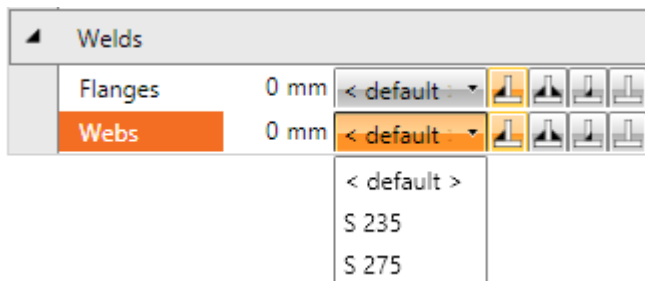 Welds
Flanges 0 mm < default :
Webs 0 mm < default :
< default >
S 235
S 275